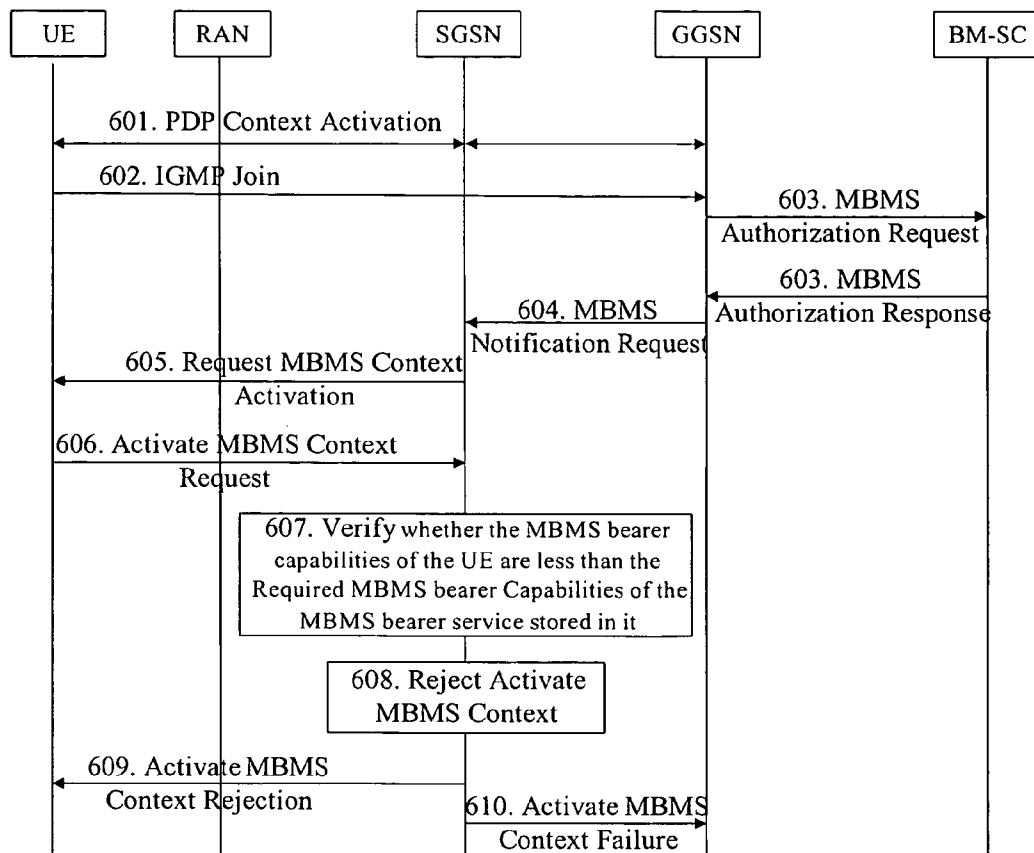 UE RAN SGSN GGSN BM-SC
601. PDP Context Activation
602. IGMP Join
603. MBMS
Authorization Request
603. MBMS
Authorization Response
604. MBMS
Notification Request
605. Request MBMS Context
Activation
606. Activate MBMS Context
Request
607. Verify whether the MBMS bearer
capabilities of the UE are less than the
Required MBMS bearer Capabilities of the
MBMS bearer service stored in it
608. Reject Activate
MBMS Context
609. Activate MBMS
Context Rejection
610. Activate MBMS
Context Failure